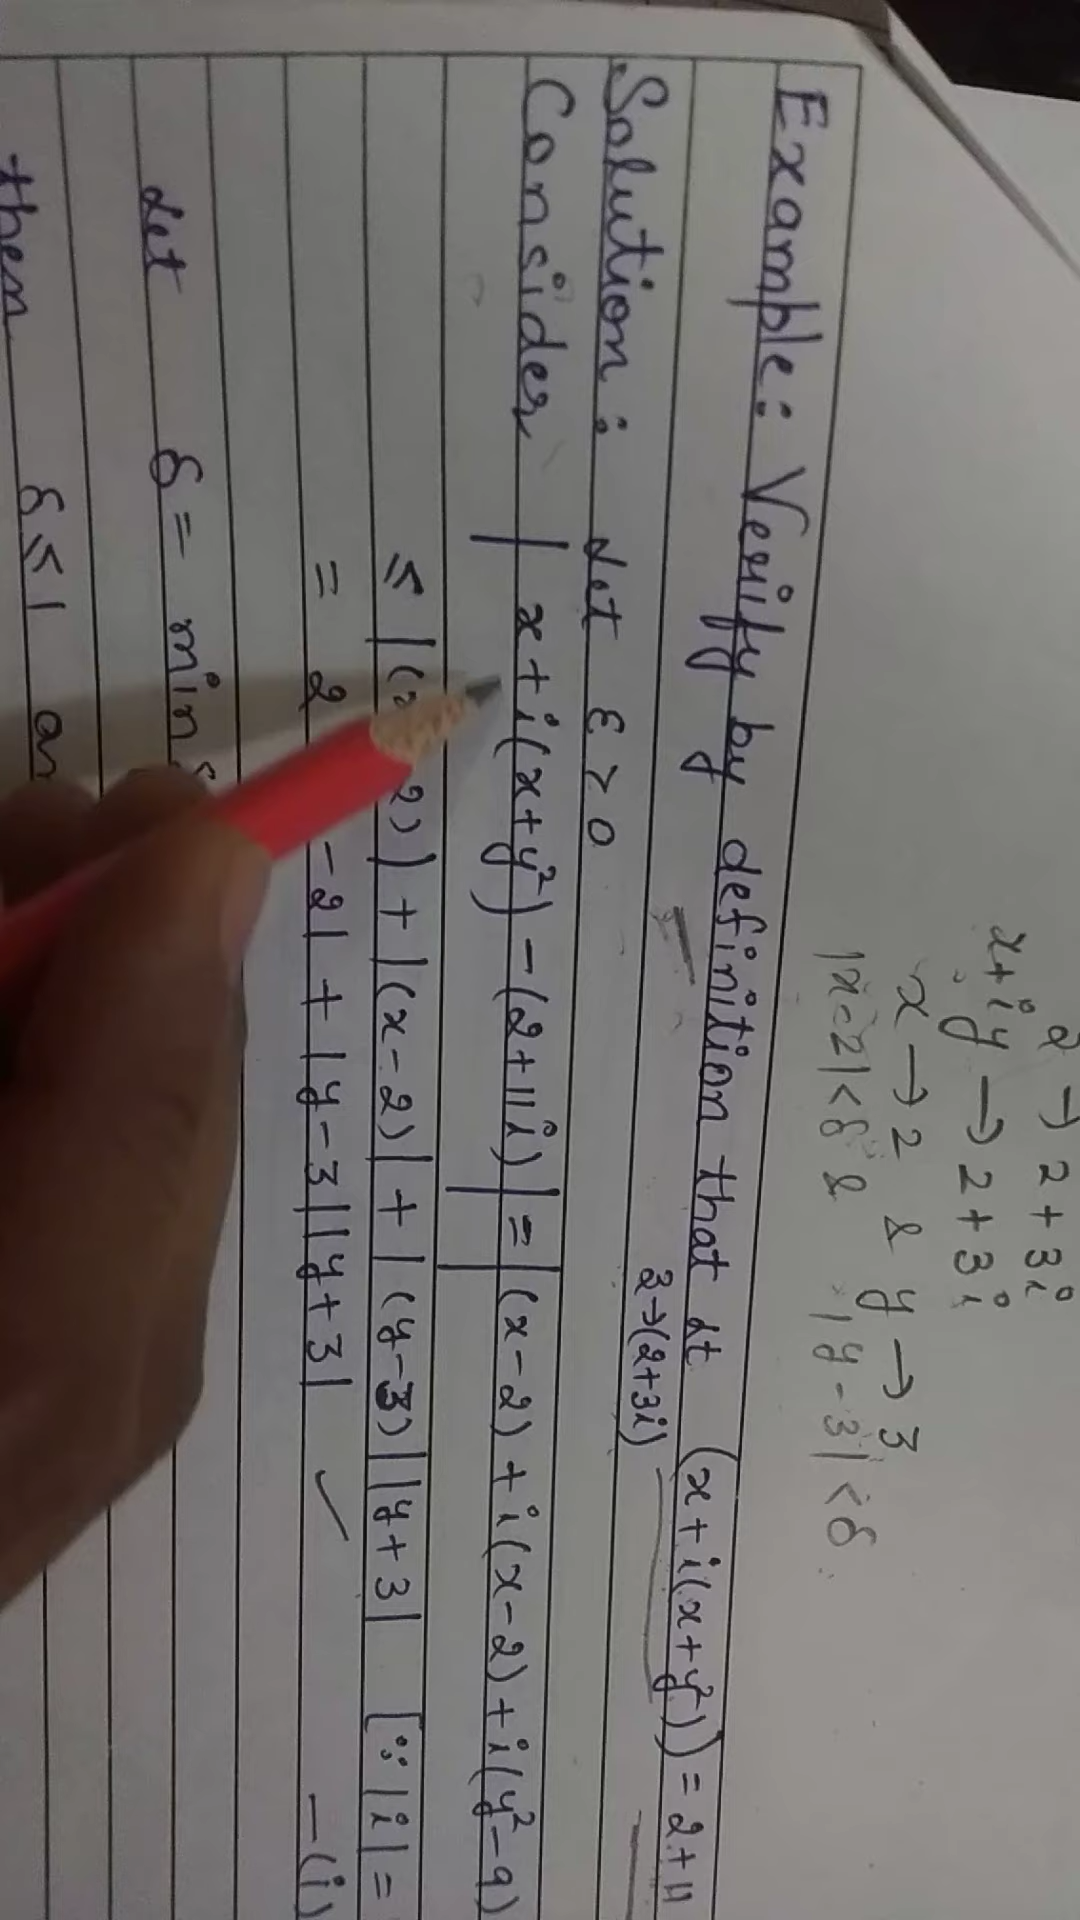 z → 2+3i
x+iy → 2+3i
x → 2 & y → 3
|x-2|<δ & |y-3|<δ
Example: Verify by definition that lt (x+i(x+y²)) = 2+11
z→(2+3i)
Solution: Let ε>0
Consider |x+i(x+y²)-(2+11i)| = |(x-2)+i(x-2)+i(y²-9)
≤ |( 2)|+|(x-2)|+|(y-3)||y+3| [∵|i|=
= 2 -2|+|y-3||y+3| ✓ -(i)
Let δ = min
then δ≤1